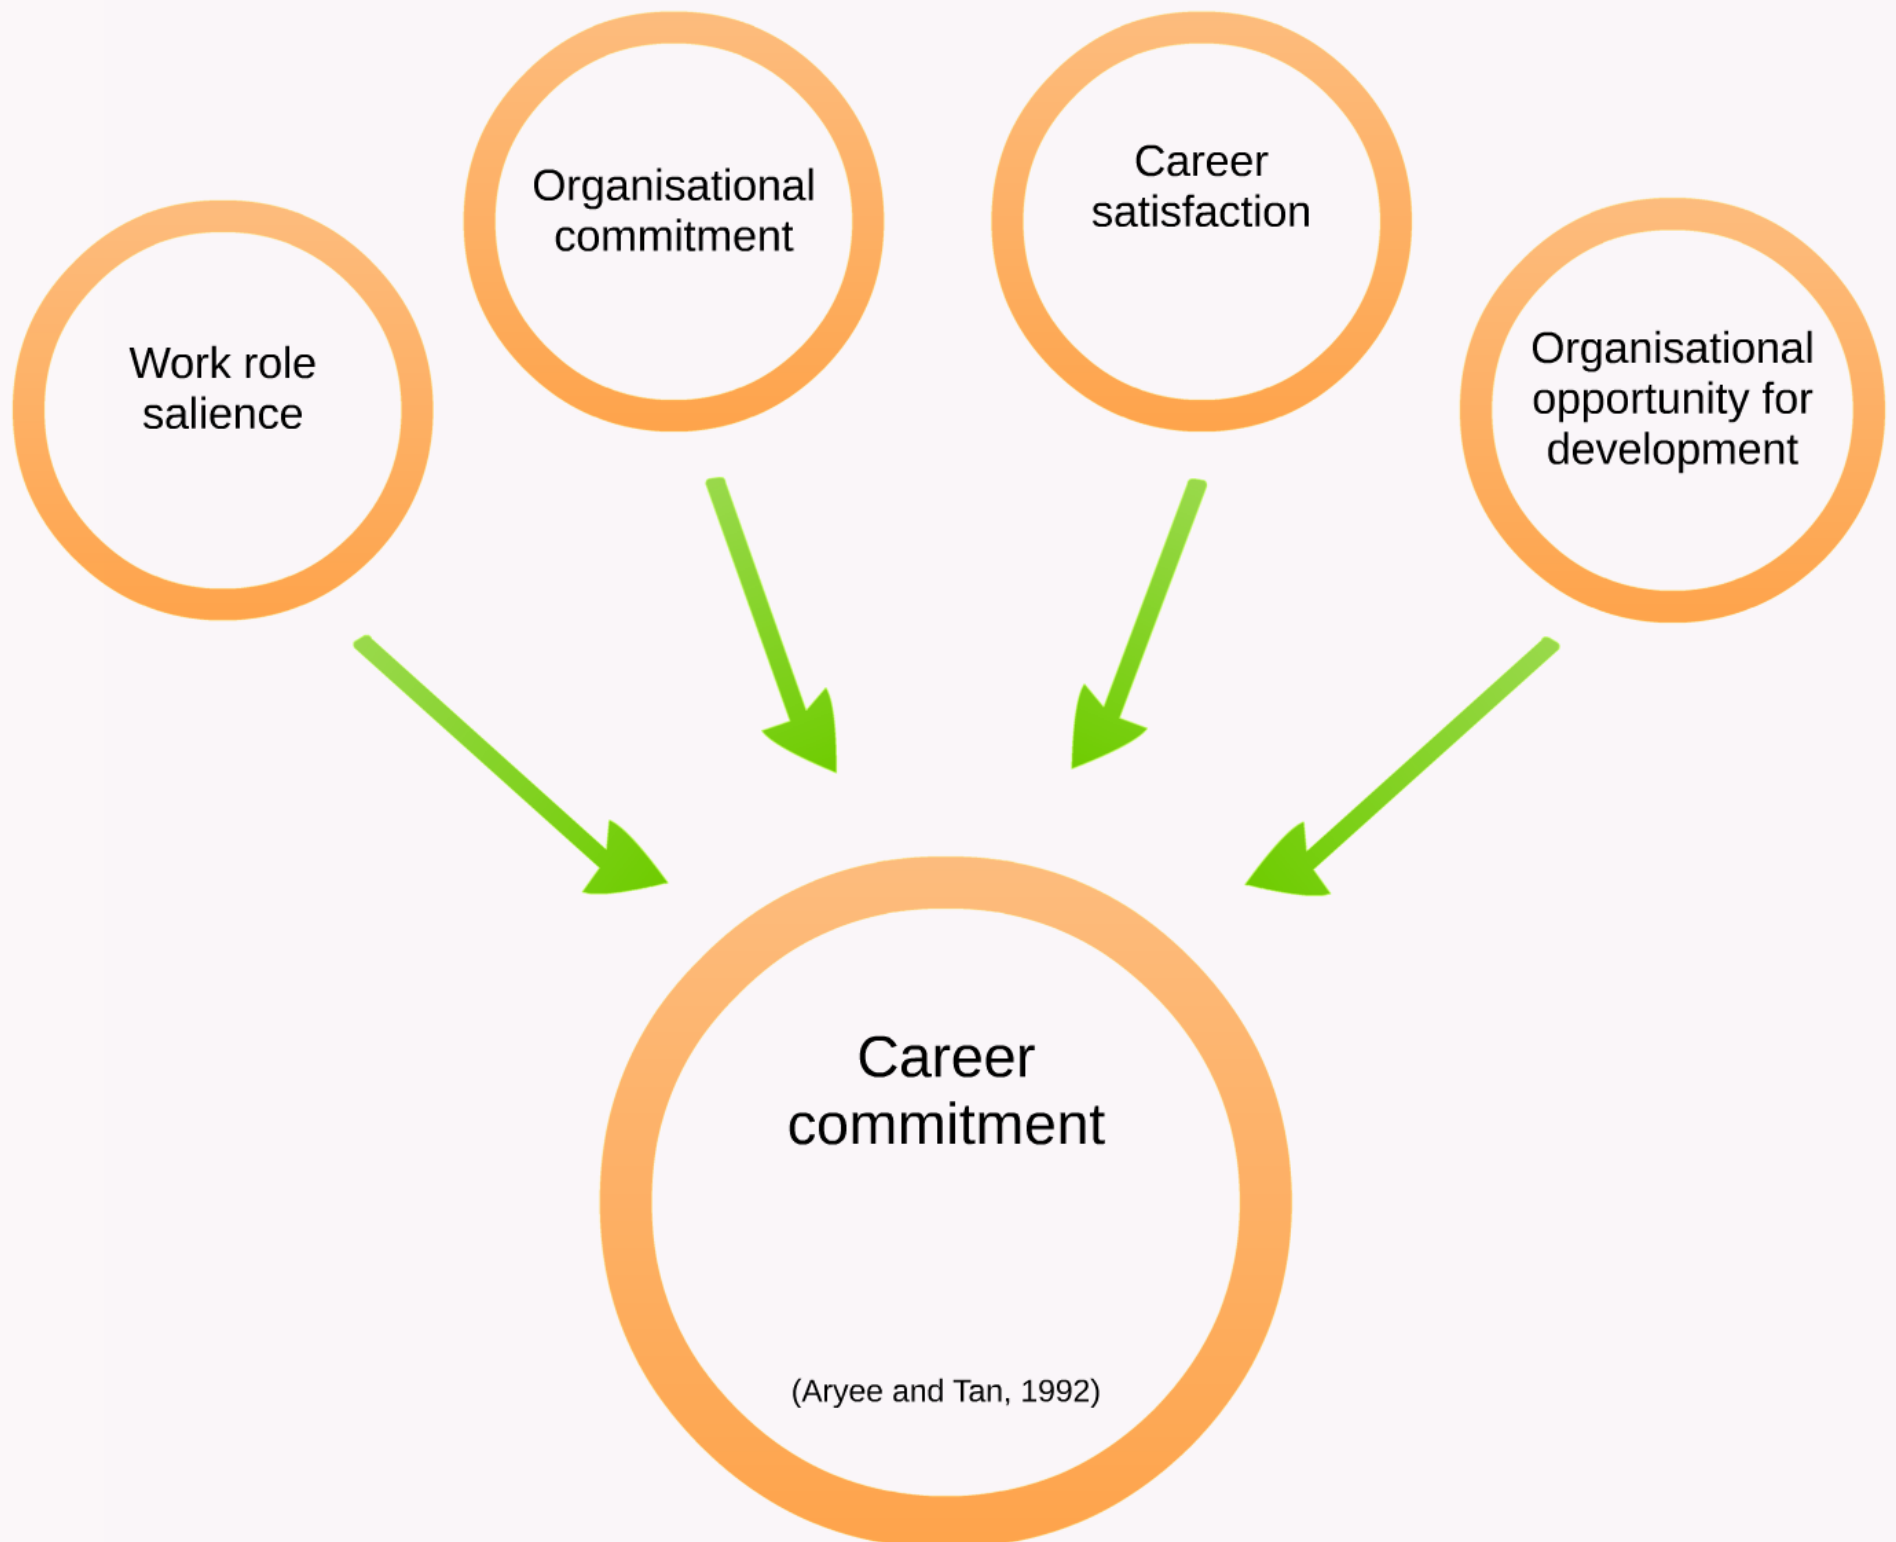 Work role
salience
Organisational
commitment
Career
satisfaction
Organisational
opportunity for
development
Career
commitment
(Aryee and Tan, 1992)